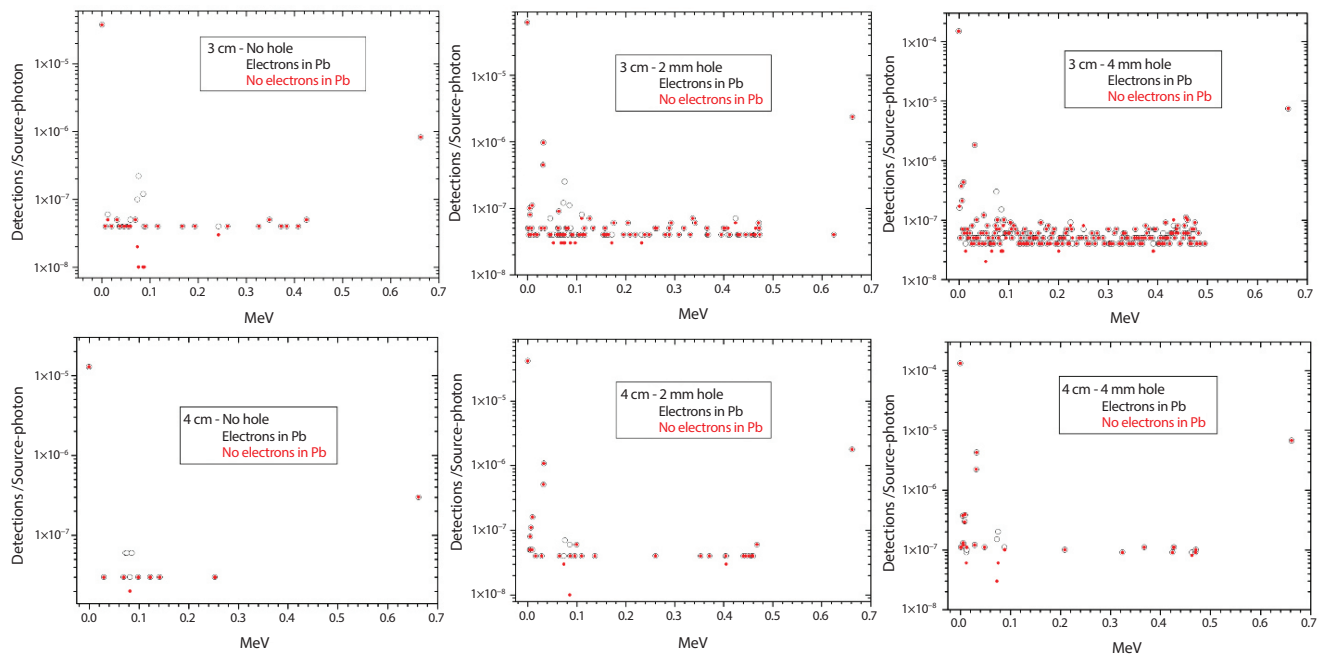 3 cm - No hole
Electrons in Pb
No electrons in Pb
1×10⁻⁵
1×10⁻⁶
1×10⁻⁷
1×10⁻⁸
Detections /Source-photon
0.0 0.1 0.2 0.3 0.4 0.5 0.6 0.7
MeV
3 cm - 2 mm hole
Electrons in Pb
No electrons in Pb
1×10⁻⁵
1×10⁻⁶
1×10⁻⁷
1×10⁻⁸
Detections /Source-photon
0.0 0.1 0.2 0.3 0.4 0.5 0.6 0.7
MeV
3 cm - 4 mm hole
Electrons in Pb
No electrons in Pb
1×10⁻⁴
1×10⁻⁵
1×10⁻⁶
1×10⁻⁷
1×10⁻⁸
Detections /Source-photon
0.0 0.1 0.2 0.3 0.4 0.5 0.6 0.7
MeV
4 cm - No hole
Electrons in Pb
No electrons in Pb
1×10⁻⁵
1×10⁻⁶
1×10⁻⁷
Detections /Source-photon
0.0 0.1 0.2 0.3 0.4 0.5 0.6 0.7
MeV
4 cm - 2 mm hole
Electrons in Pb
No electrons in Pb
1×10⁻⁵
1×10⁻⁶
1×10⁻⁷
1×10⁻⁸
Detections /Source-photon
0.0 0.1 0.2 0.3 0.4 0.5 0.6 0.7
MeV
4 cm - 4 mm hole
Electrons in Pb
No electrons in Pb
1×10⁻⁴
1×10⁻⁵
1×10⁻⁶
1×10⁻⁷
1×10⁻⁸
Detections /Source-photon
0.0 0.1 0.2 0.3 0.4 0.5 0.6 0.7
MeV